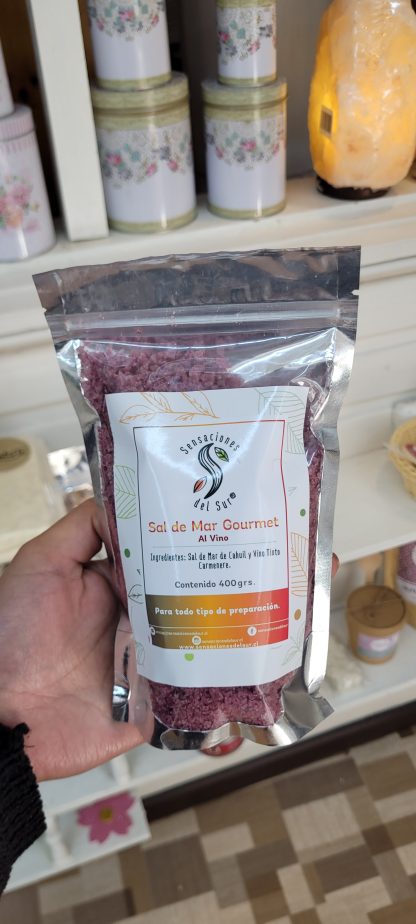 Sensaciones
del Sur®
Sal de Mar Gourmet
Al Vino
Ingredientes: Sal de Mar de Cahuil y Vino Tinto
Carmenere.
Contenido 400grs.
Para todo tipo de preparación.
www.sensacionesdelsur.cl